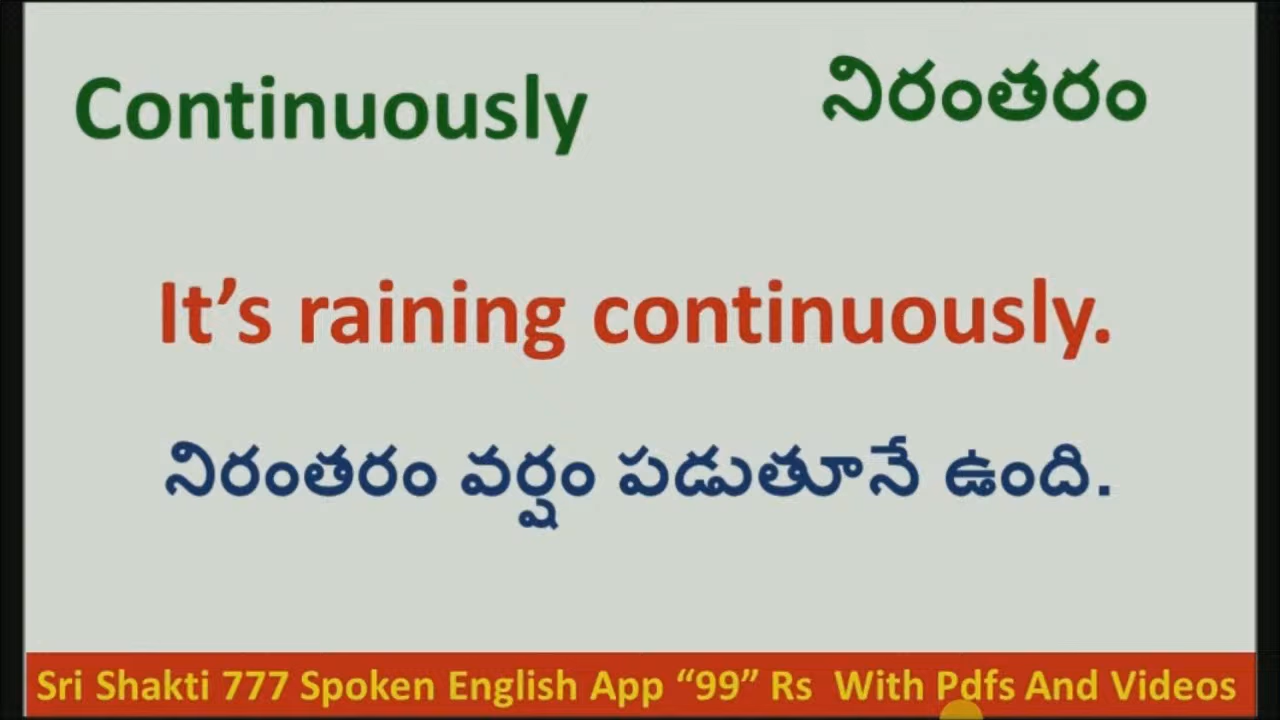 Continuously నిరంతరం
It’s raining continuously.
నిరంతరం వర్షం పడుతూనే ఉంది.
Sri Shakti 777 Spoken English App “99” Rs With Pdfs And Videos